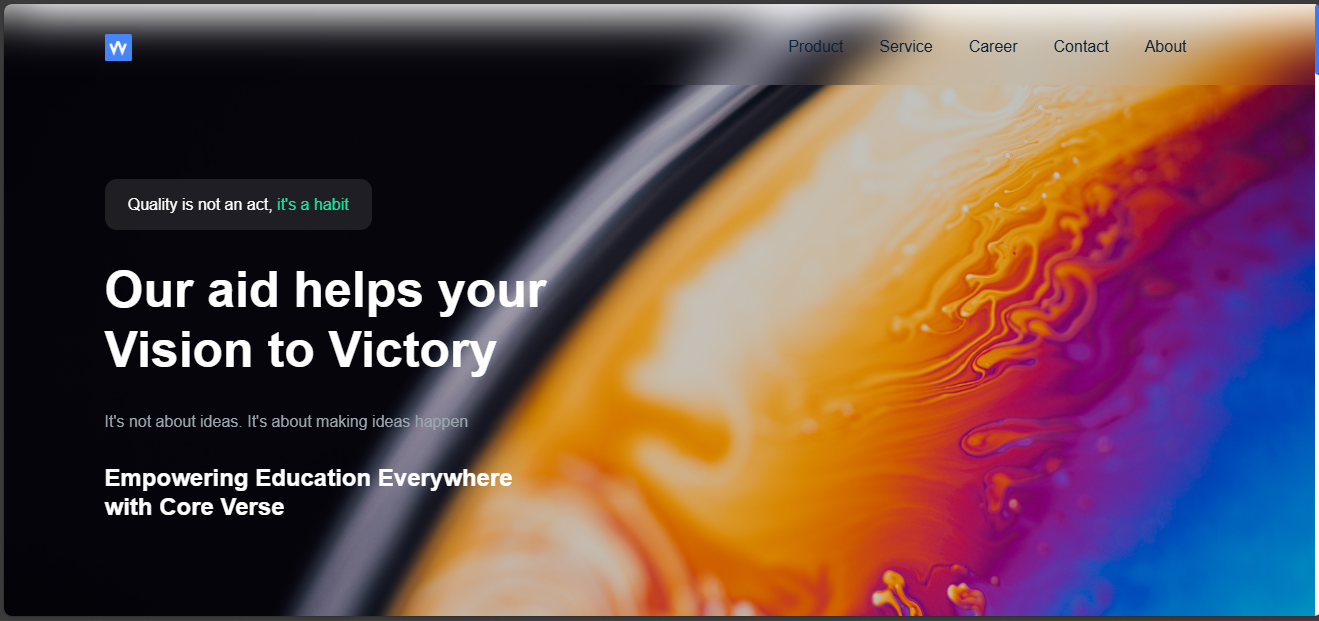 W
Product Service Career Contact About
Quality is not an act, it's a habit
Our aid helps your
Vision to Victory
It's not about ideas. It's about making ideas happen
Empowering Education Everywhere
with Core Verse